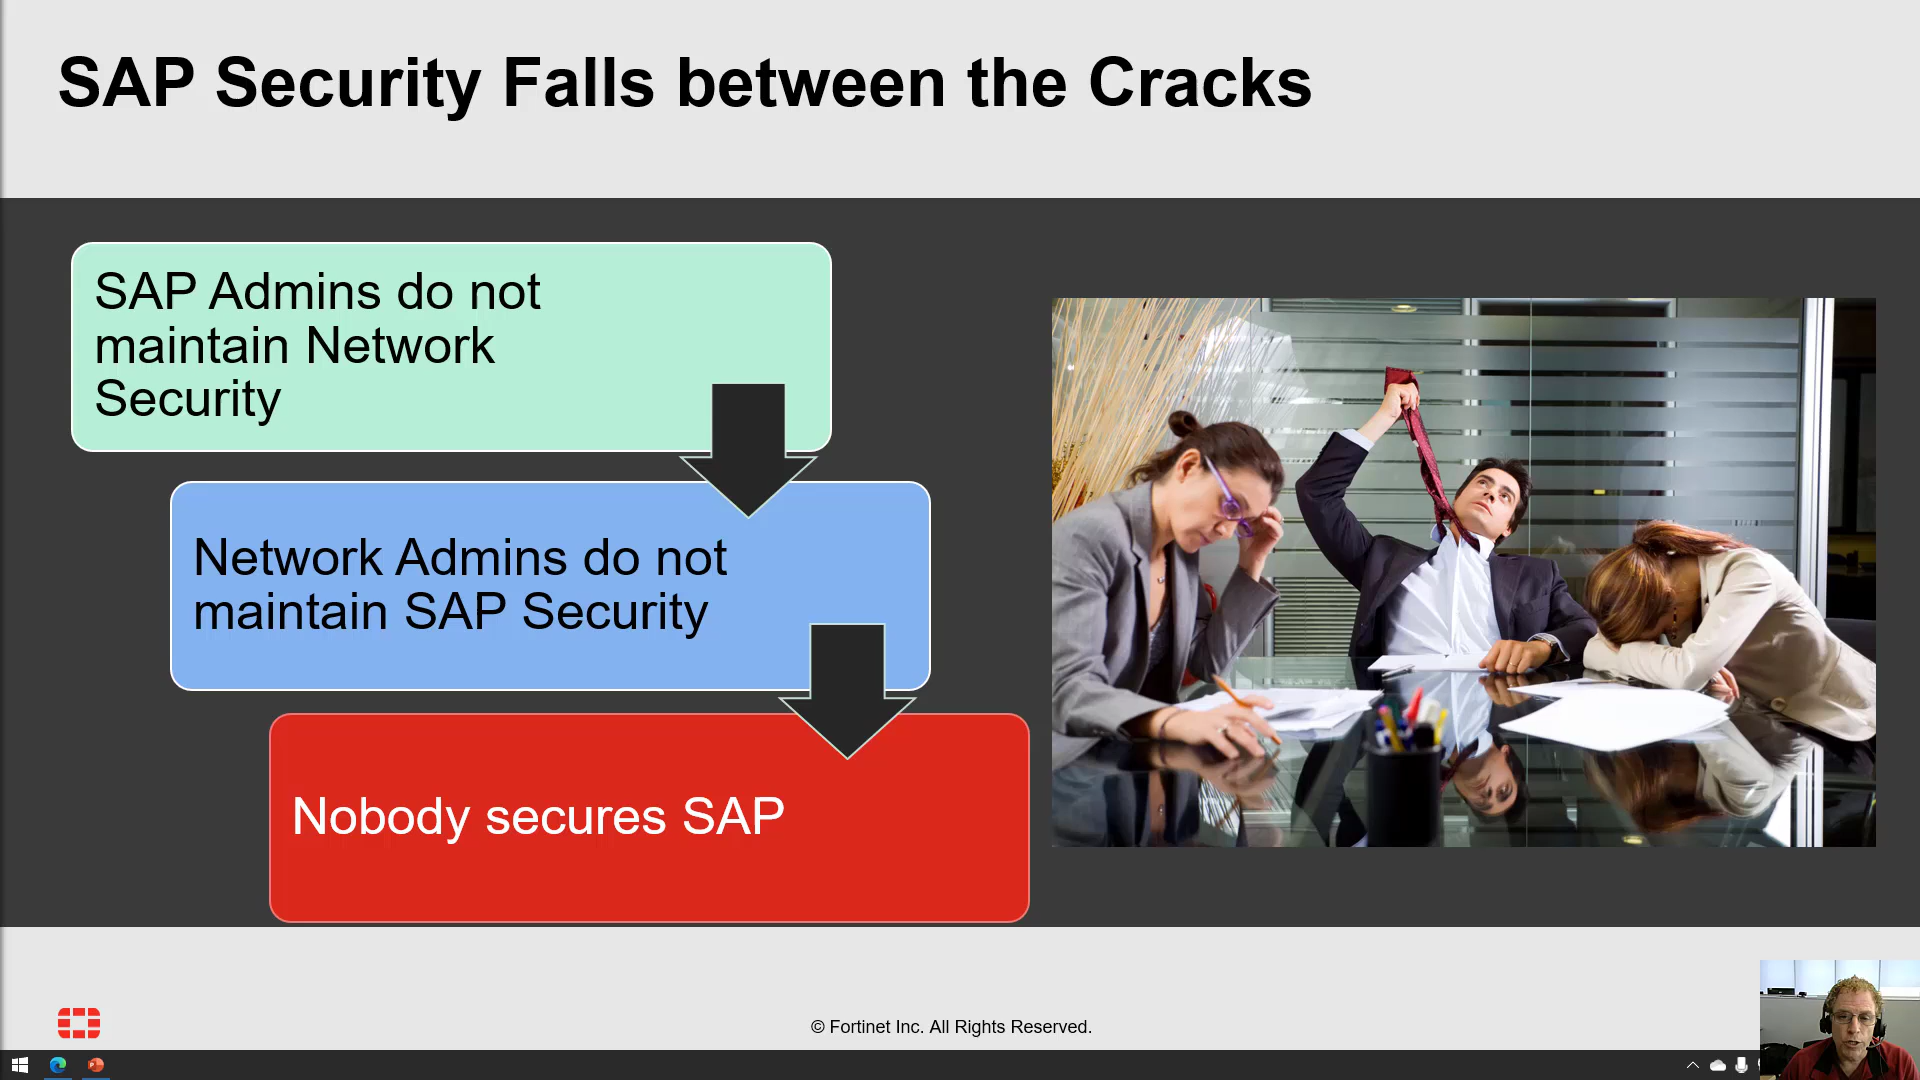 SAP Security Falls between the Cracks
SAP Admins do not
maintain Network
Security
Network Admins do not
maintain SAP Security
Nobody secures SAP
© Fortinet Inc. All Rights Reserved.